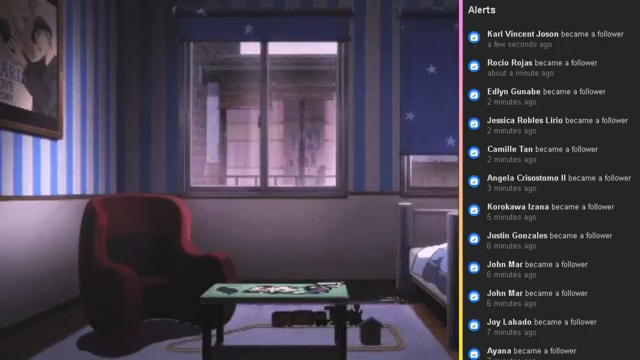 Alerts
Karl Vincent Joson became a follower
a few seconds ago
Rocio Rojas became a follower
about a minute ago
Edlyn Gunabe became a follower
2 minutes ago
Jessica Robles Lirio became a follower
2 minutes ago
Camille Tan became a follower
2 minutes ago
Angela Crisostomo II became a follower
3 minutes ago
Korokawa Izana became a follower
5 minutes ago
Justin Gonzales became a follower
6 minutes ago
John Mar became a follower
6 minutes ago
John Mar became a follower
6 minutes ago
Joy Labado became a follower
7 minutes ago
Ayana became a follower